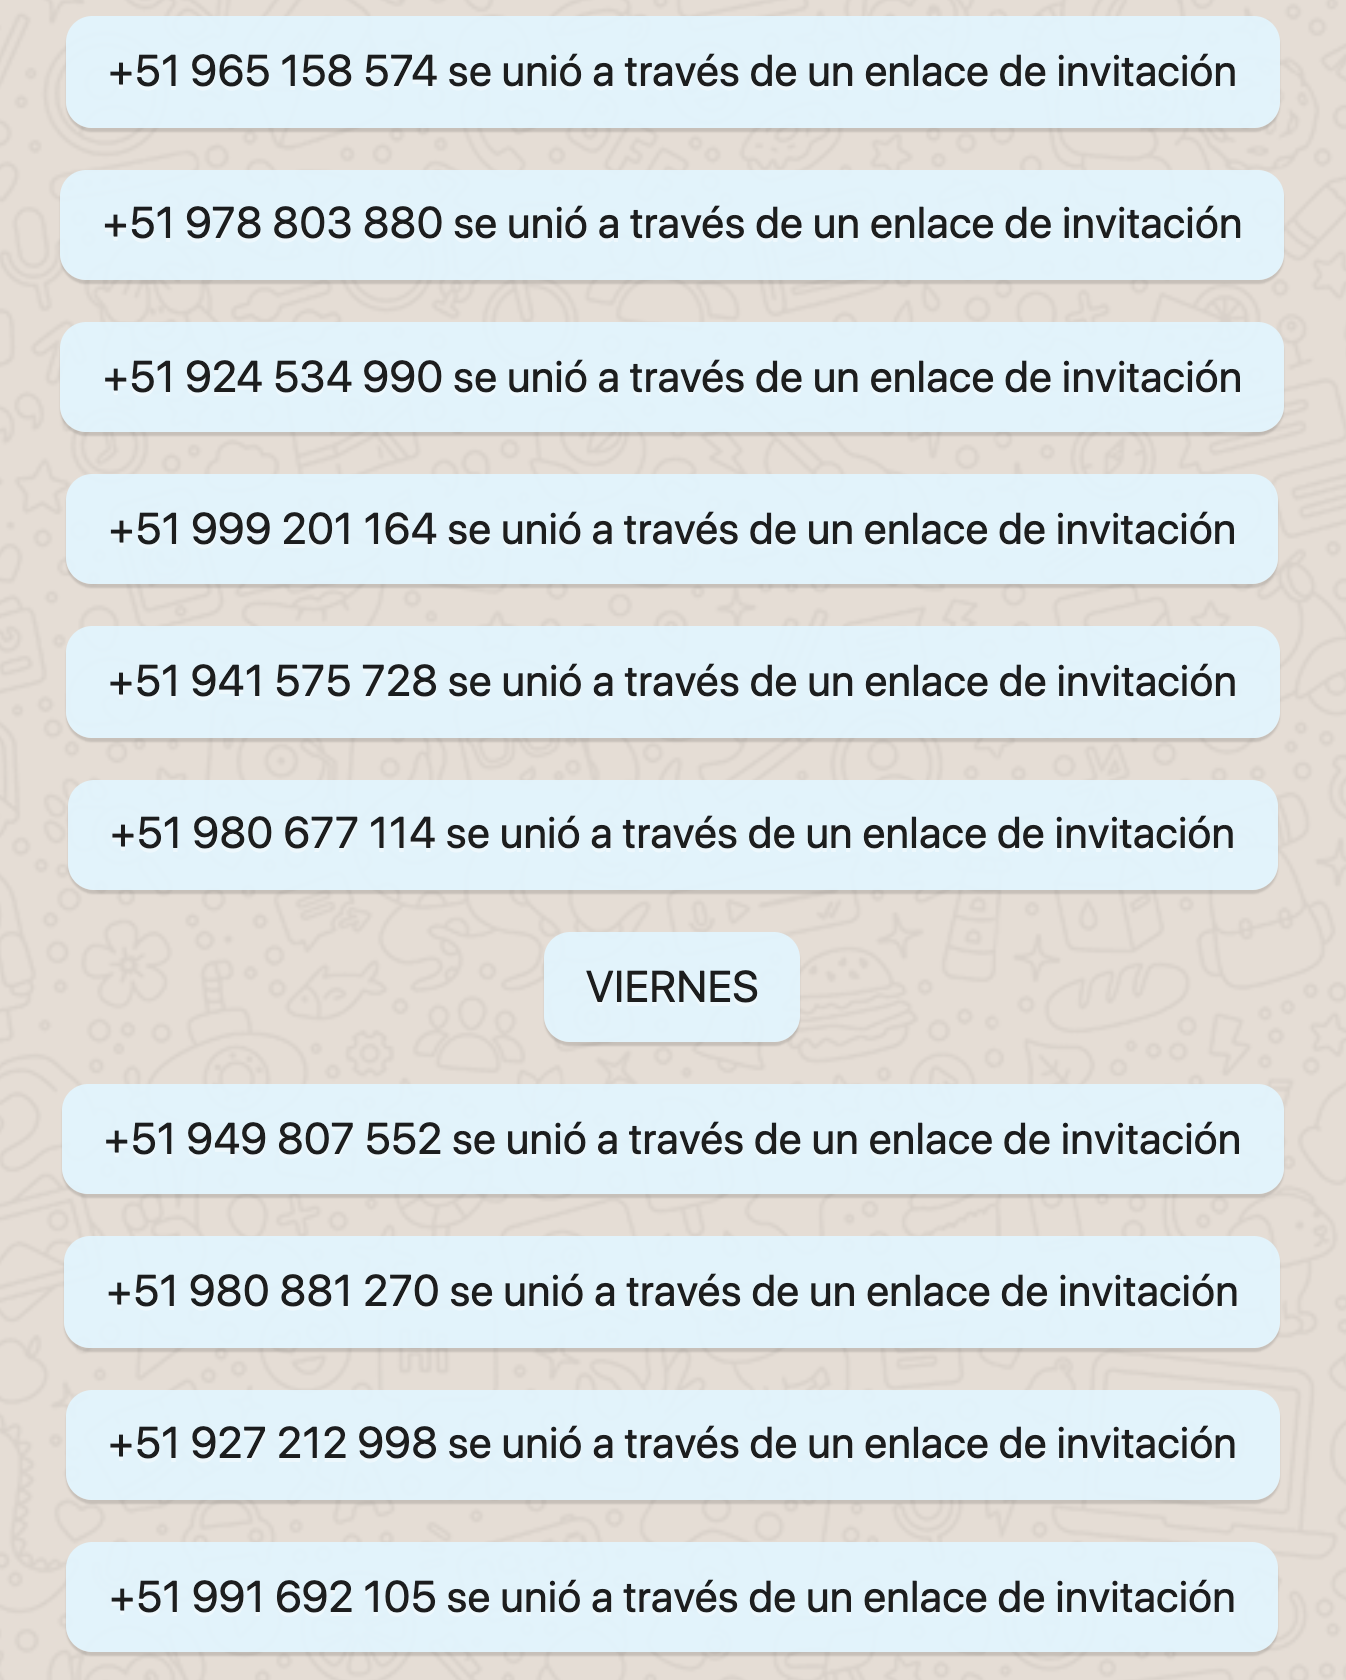 +51 965 158 574 se unió a través de un enlace de invitación
+51 978 803 880 se unió a través de un enlace de invitación
+51 924 534 990 se unió a través de un enlace de invitación
+51 999 201 164 se unió a través de un enlace de invitación
+51 941 575 728 se unió a través de un enlace de invitación
+51 980 677 114 se unió a través de un enlace de invitación
VIERNES
+51 949 807 552 se unió a través de un enlace de invitación
+51 980 881 270 se unió a través de un enlace de invitación
+51 927 212 998 se unió a través de un enlace de invitación
+51 991 692 105 se unió a través de un enlace de invitación